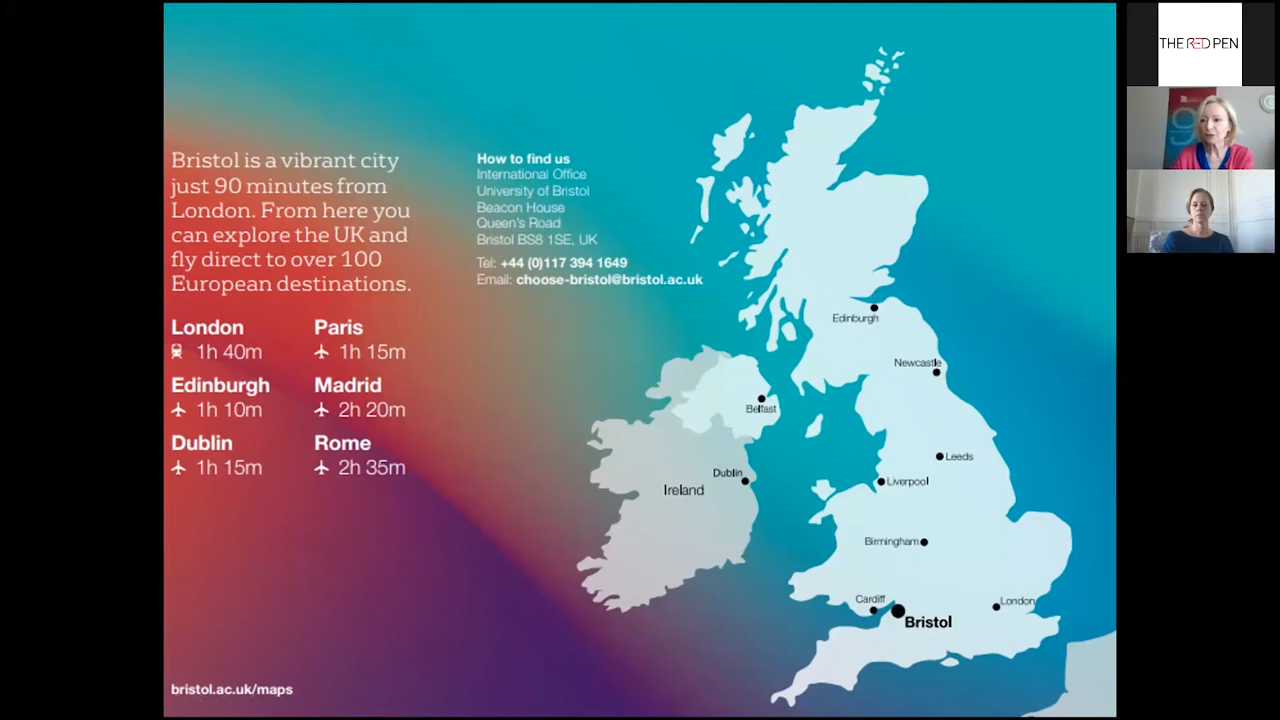 Bristol is a vibrant city
just 90 minutes from
London. From here you
can explore the UK and
fly direct to over 100
European destinations.
London
1h 40m
Paris
1h 15m
Edinburgh
1h 10m
Madrid
2h 20m
Dublin
1h 15m
Rome
2h 35m
bristol.ac.uk/maps
How to find us
International Office
University of Bristol
Beacon House
Queen's Road
Bristol BS8 1SE, UK
Tel: +44 (0)117 394 1649
Email: choose-bristol@bristol.ac.uk
Edinburgh
Newcastle
Belfast
Leeds
Dublin
Liverpool
Ireland
Birmingham
Cardiff
London
Bristol
THE RED PEN